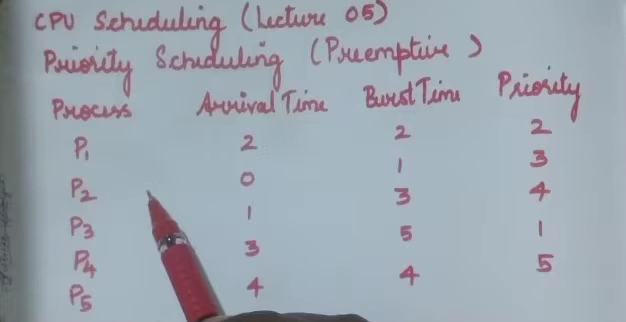 CPU Scheduling (Lecture 05)
Priority Scheduling (Preemptive)
Process Arrival Time Burst Time Priority
P1 2 2 2
P2 0 1 3
P3 1 3 4
P4 3 5 1
P5 4 4 5